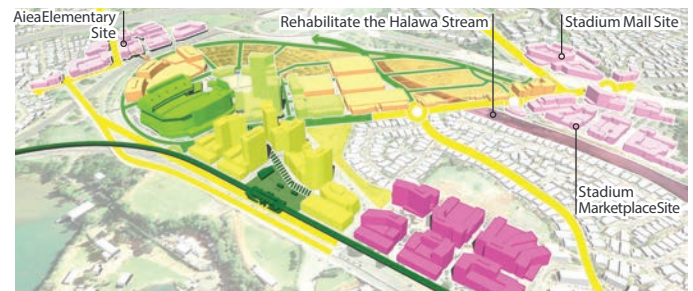 AieaElementary
Site
Rehabilitate the Halawa Stream
Stadium Mall Site
Stadium
MarketplaceSite